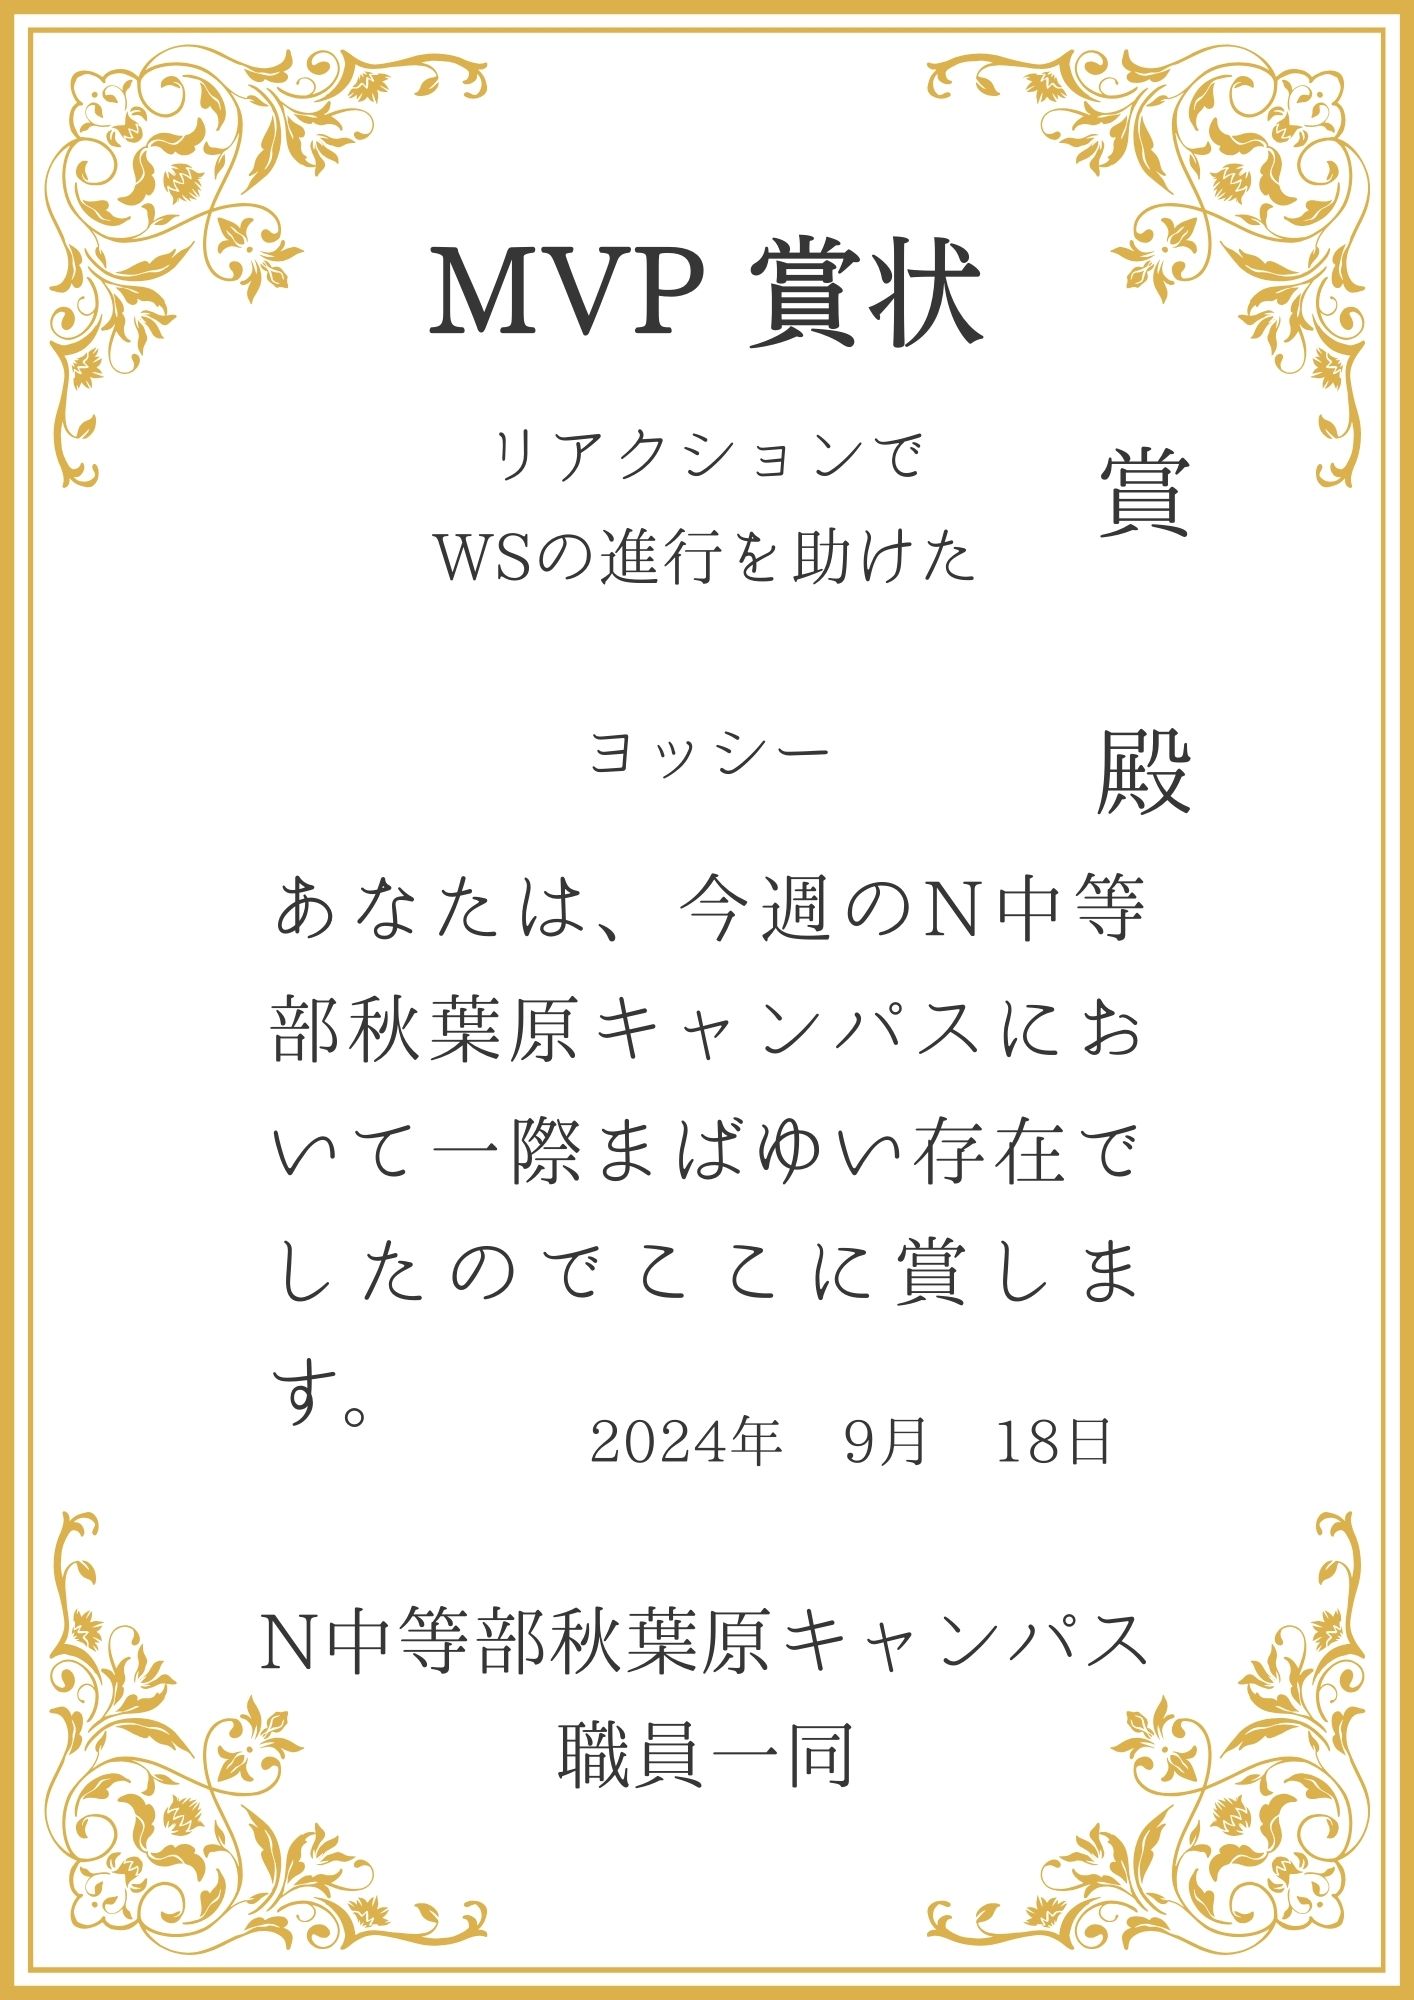 MVP 賞状
リアクションで
WSの進行を助けた
賞
ヨッシー
殿
あなたは、今週のN中等
部秋葉原キャンパスにお
いて一際まばゆい存在で
したのでここに賞しま
す。
2024年　9月　18日
N中等部秋葉原キャンパス
職員一同